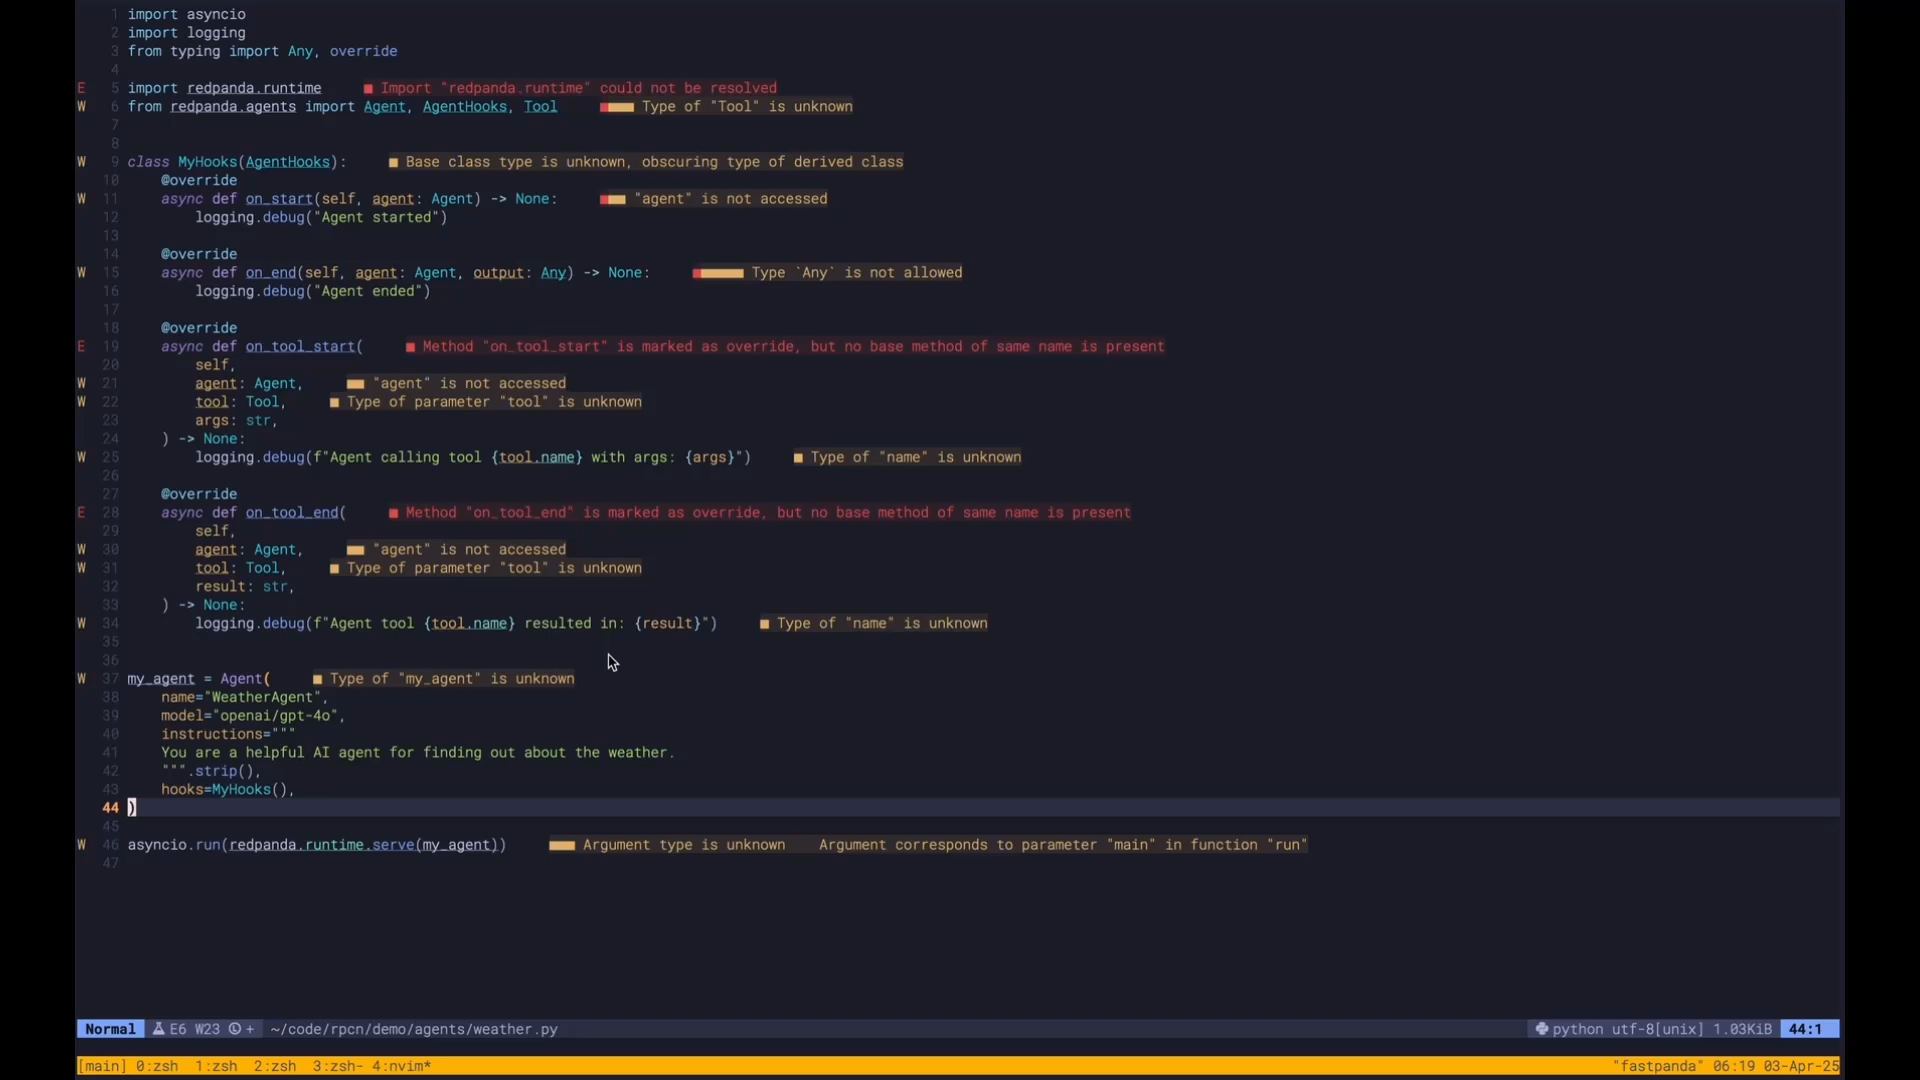 1 import asyncio
2 import logging
3 from typing import Any, override
4
E 5 import redpanda.runtime ■ Import "redpanda.runtime" could not be resolved
W 6 from redpanda.agents import Agent, AgentHooks, Tool ■■■■ Type of "Tool" is unknown
7
8
W 9 class MyHooks(AgentHooks): ■ Base class type is unknown, obscuring type of derived class
10 @override
W 11 async def on_start(self, agent: Agent) -> None: ■■■ "agent" is not accessed
12 logging.debug("Agent started")
13
14 @override
W 15 async def on_end(self, agent: Agent, output: Any) -> None: ■■■■■■ Type `Any` is not allowed
16 logging.debug("Agent ended")
17
18 @override
E 19 async def on_tool_start( ■ Method "on_tool_start" is marked as override, but no base method of same name is present
20 self,
W 21 agent: Agent, ■■ "agent" is not accessed
W 22 tool: Tool, ■ Type of parameter "tool" is unknown
23 args: str,
24 ) -> None:
W 25 logging.debug(f"Agent calling tool {tool.name} with args: {args}") ■ Type of "name" is unknown
26
27 @override
E 28 async def on_tool_end( ■ Method "on_tool_end" is marked as override, but no base method of same name is present
29 self,
W 30 agent: Agent, ■■ "agent" is not accessed
W 31 tool: Tool, ■ Type of parameter "tool" is unknown
32 result: str,
33 ) -> None:
W 34 logging.debug(f"Agent tool {tool.name} resulted in: {result}") ■ Type of "name" is unknown
35
36
W 37 my_agent = Agent( ■ Type of "my_agent" is unknown
38 name="WeatherAgent",
39 model="openai/gpt-4o",
40 instructions="""
41 You are a helpful AI agent for finding out about the weather.
42 """.strip(),
43 hooks=MyHooks(),
44 )
45
W 46 asyncio.run(redpanda.runtime.serve(my_agent)) ■■■ Argument type is unknown Argument corresponds to parameter "main" in function "run"
47
Normal E6 W23 + ~/code/rpcn/demo/agents/weather.py python utf-8[unix] 1.03KiB 44:1
[main] 0:zsh 1:zsh 2:zsh 3:zsh- 4:nvim* "fastpanda" 06:19 03-Apr-25